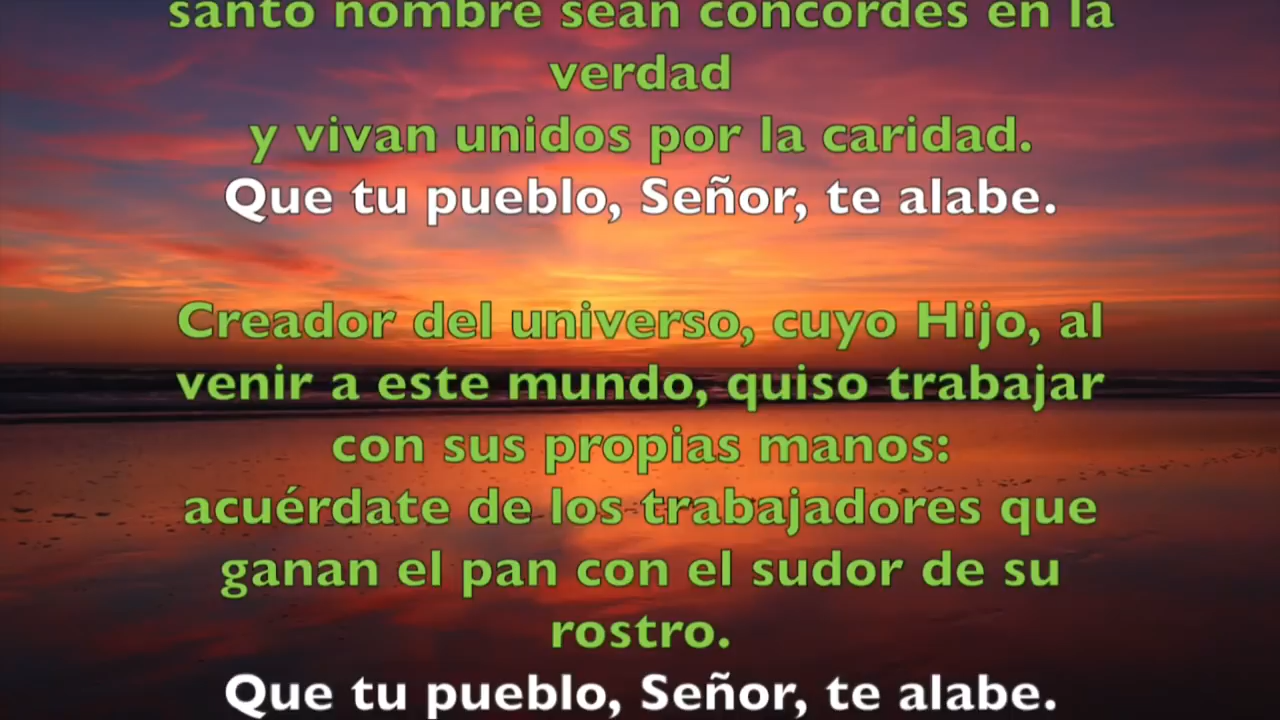 santo nombre sean concordes en la
verdad
y vivan unidos por la caridad.
Que tu pueblo, Señor, te alabe.
Creador del universo, cuyo Hijo, al
venir a este mundo, quiso trabajar
con sus propias manos:
acuérdate de los trabajadores que
ganan el pan con el sudor de su
rostro.
Que tu pueblo, Señor, te alabe.